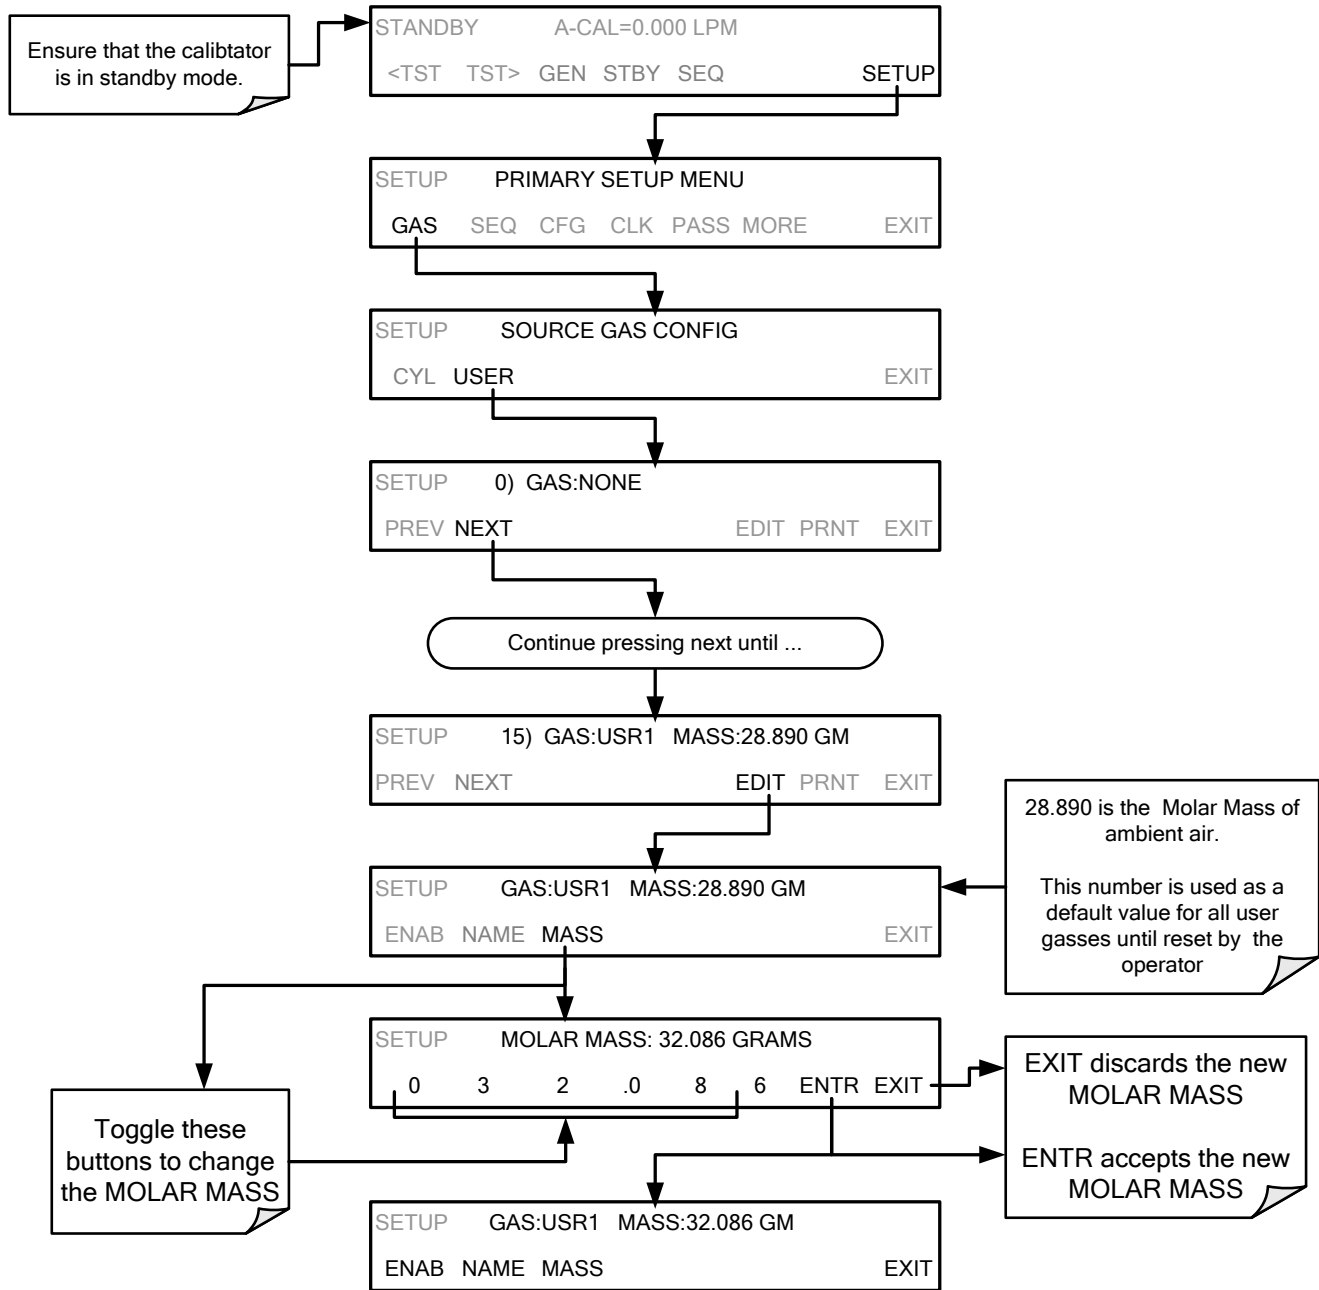 Ensure that the calibtator
is in standby mode.
STANDBY A-CAL=0.000 LPM
<TST TST> GEN STBY SEQ SETUP
SETUP PRIMARY SETUP MENU
GAS SEQ CFG CLK PASS MORE EXIT
SETUP SOURCE GAS CONFIG
CYL USER EXIT
SETUP 0) GAS:NONE
PREV NEXT EDIT PRNT EXIT
Continue pressing next until ...
SETUP 15) GAS:USR1 MASS:28.890 GM
PREV NEXT EDIT PRNT EXIT
28.890 is the Molar Mass of
ambient air.
This number is used as a
default value for all user
gasses until reset by the
operator
SETUP GAS:USR1 MASS:28.890 GM
ENAB NAME MASS EXIT
SETUP MOLAR MASS: 32.086 GRAMS
0 3 2 .0 8 6 ENTR EXIT
EXIT discards the new
MOLAR MASS
ENTR accepts the new
MOLAR MASS
Toggle these
buttons to change
the MOLAR MASS
SETUP GAS:USR1 MASS:32.086 GM
ENAB NAME MASS EXIT